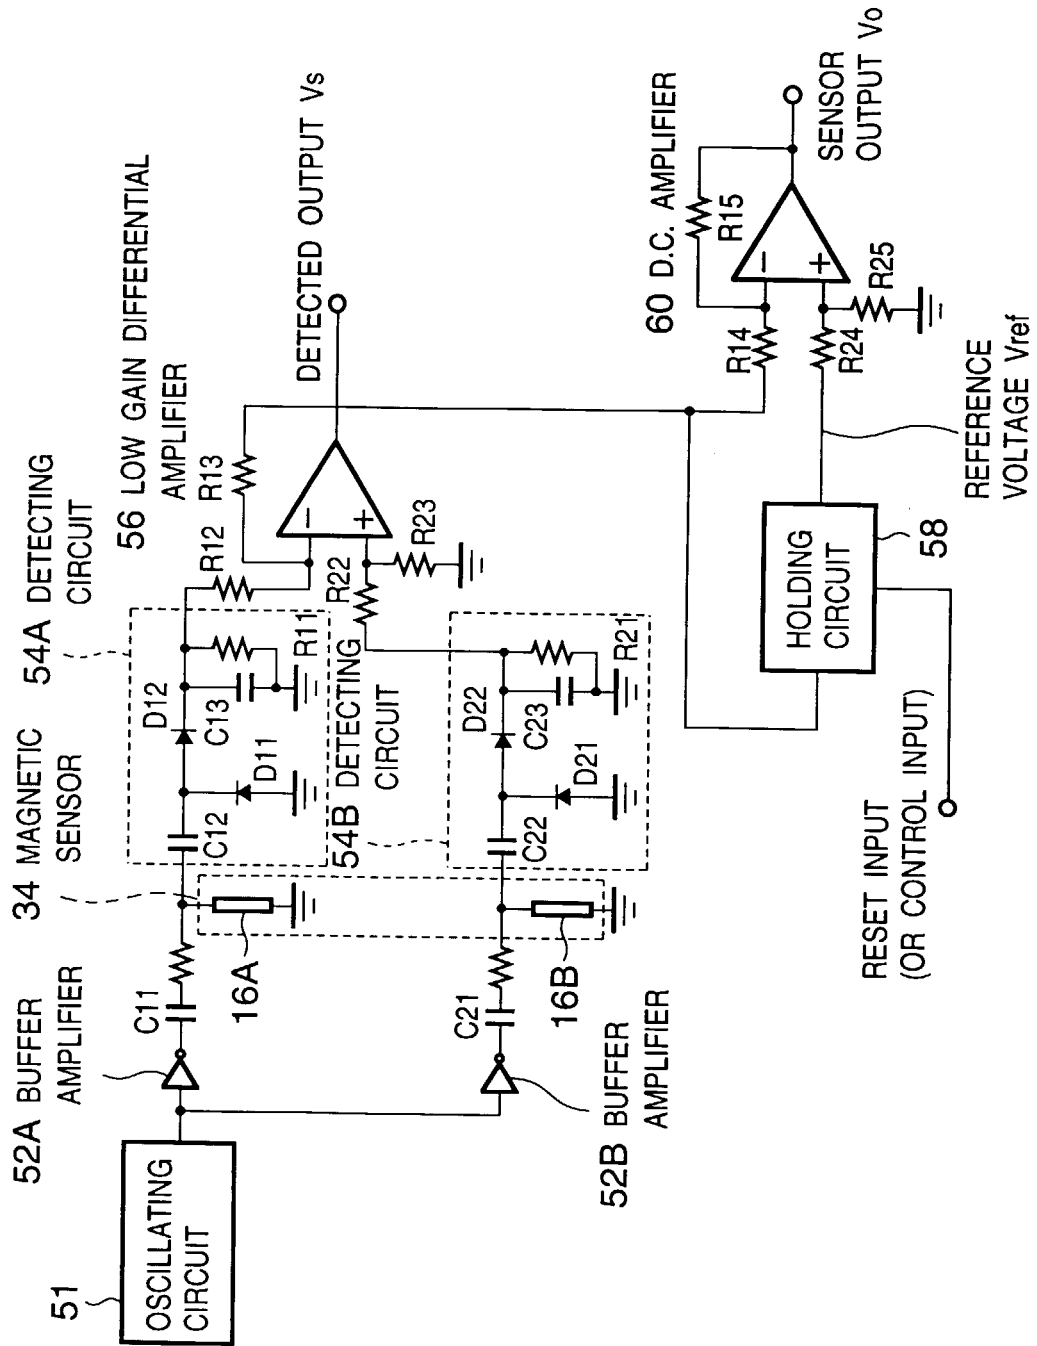 51
OSCILLATING
CIRCUIT
52A BUFFER
AMPLIFIER
52B BUFFER
AMPLIFIER
C11
C21
34 MAGNETIC
SENSOR
16A
16B
54A DETECTING
CIRCUIT
C12
D11
D12
C13
R11
54B DETECTING
CIRCUIT
C22
D21
D22
C23
R21
56 LOW GAIN DIFFERENTIAL
AMPLIFIER
R12
R13
R22
R23
−
+
DETECTED OUTPUT Vs
HOLDING
CIRCUIT
58
RESET INPUT
(OR CONTROL INPUT)
REFERENCE
VOLTAGE Vref
60 D.C. AMPLIFIER
R14
R15
R24
R25
−
+
SENSOR
OUTPUT Vo